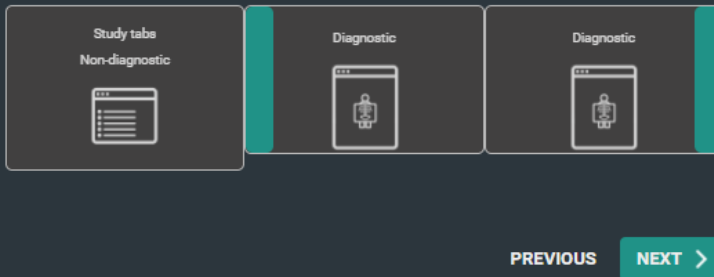 Study tabs
Non-diagnostic
Diagnostic
Diagnostic
PREVIOUS
NEXT